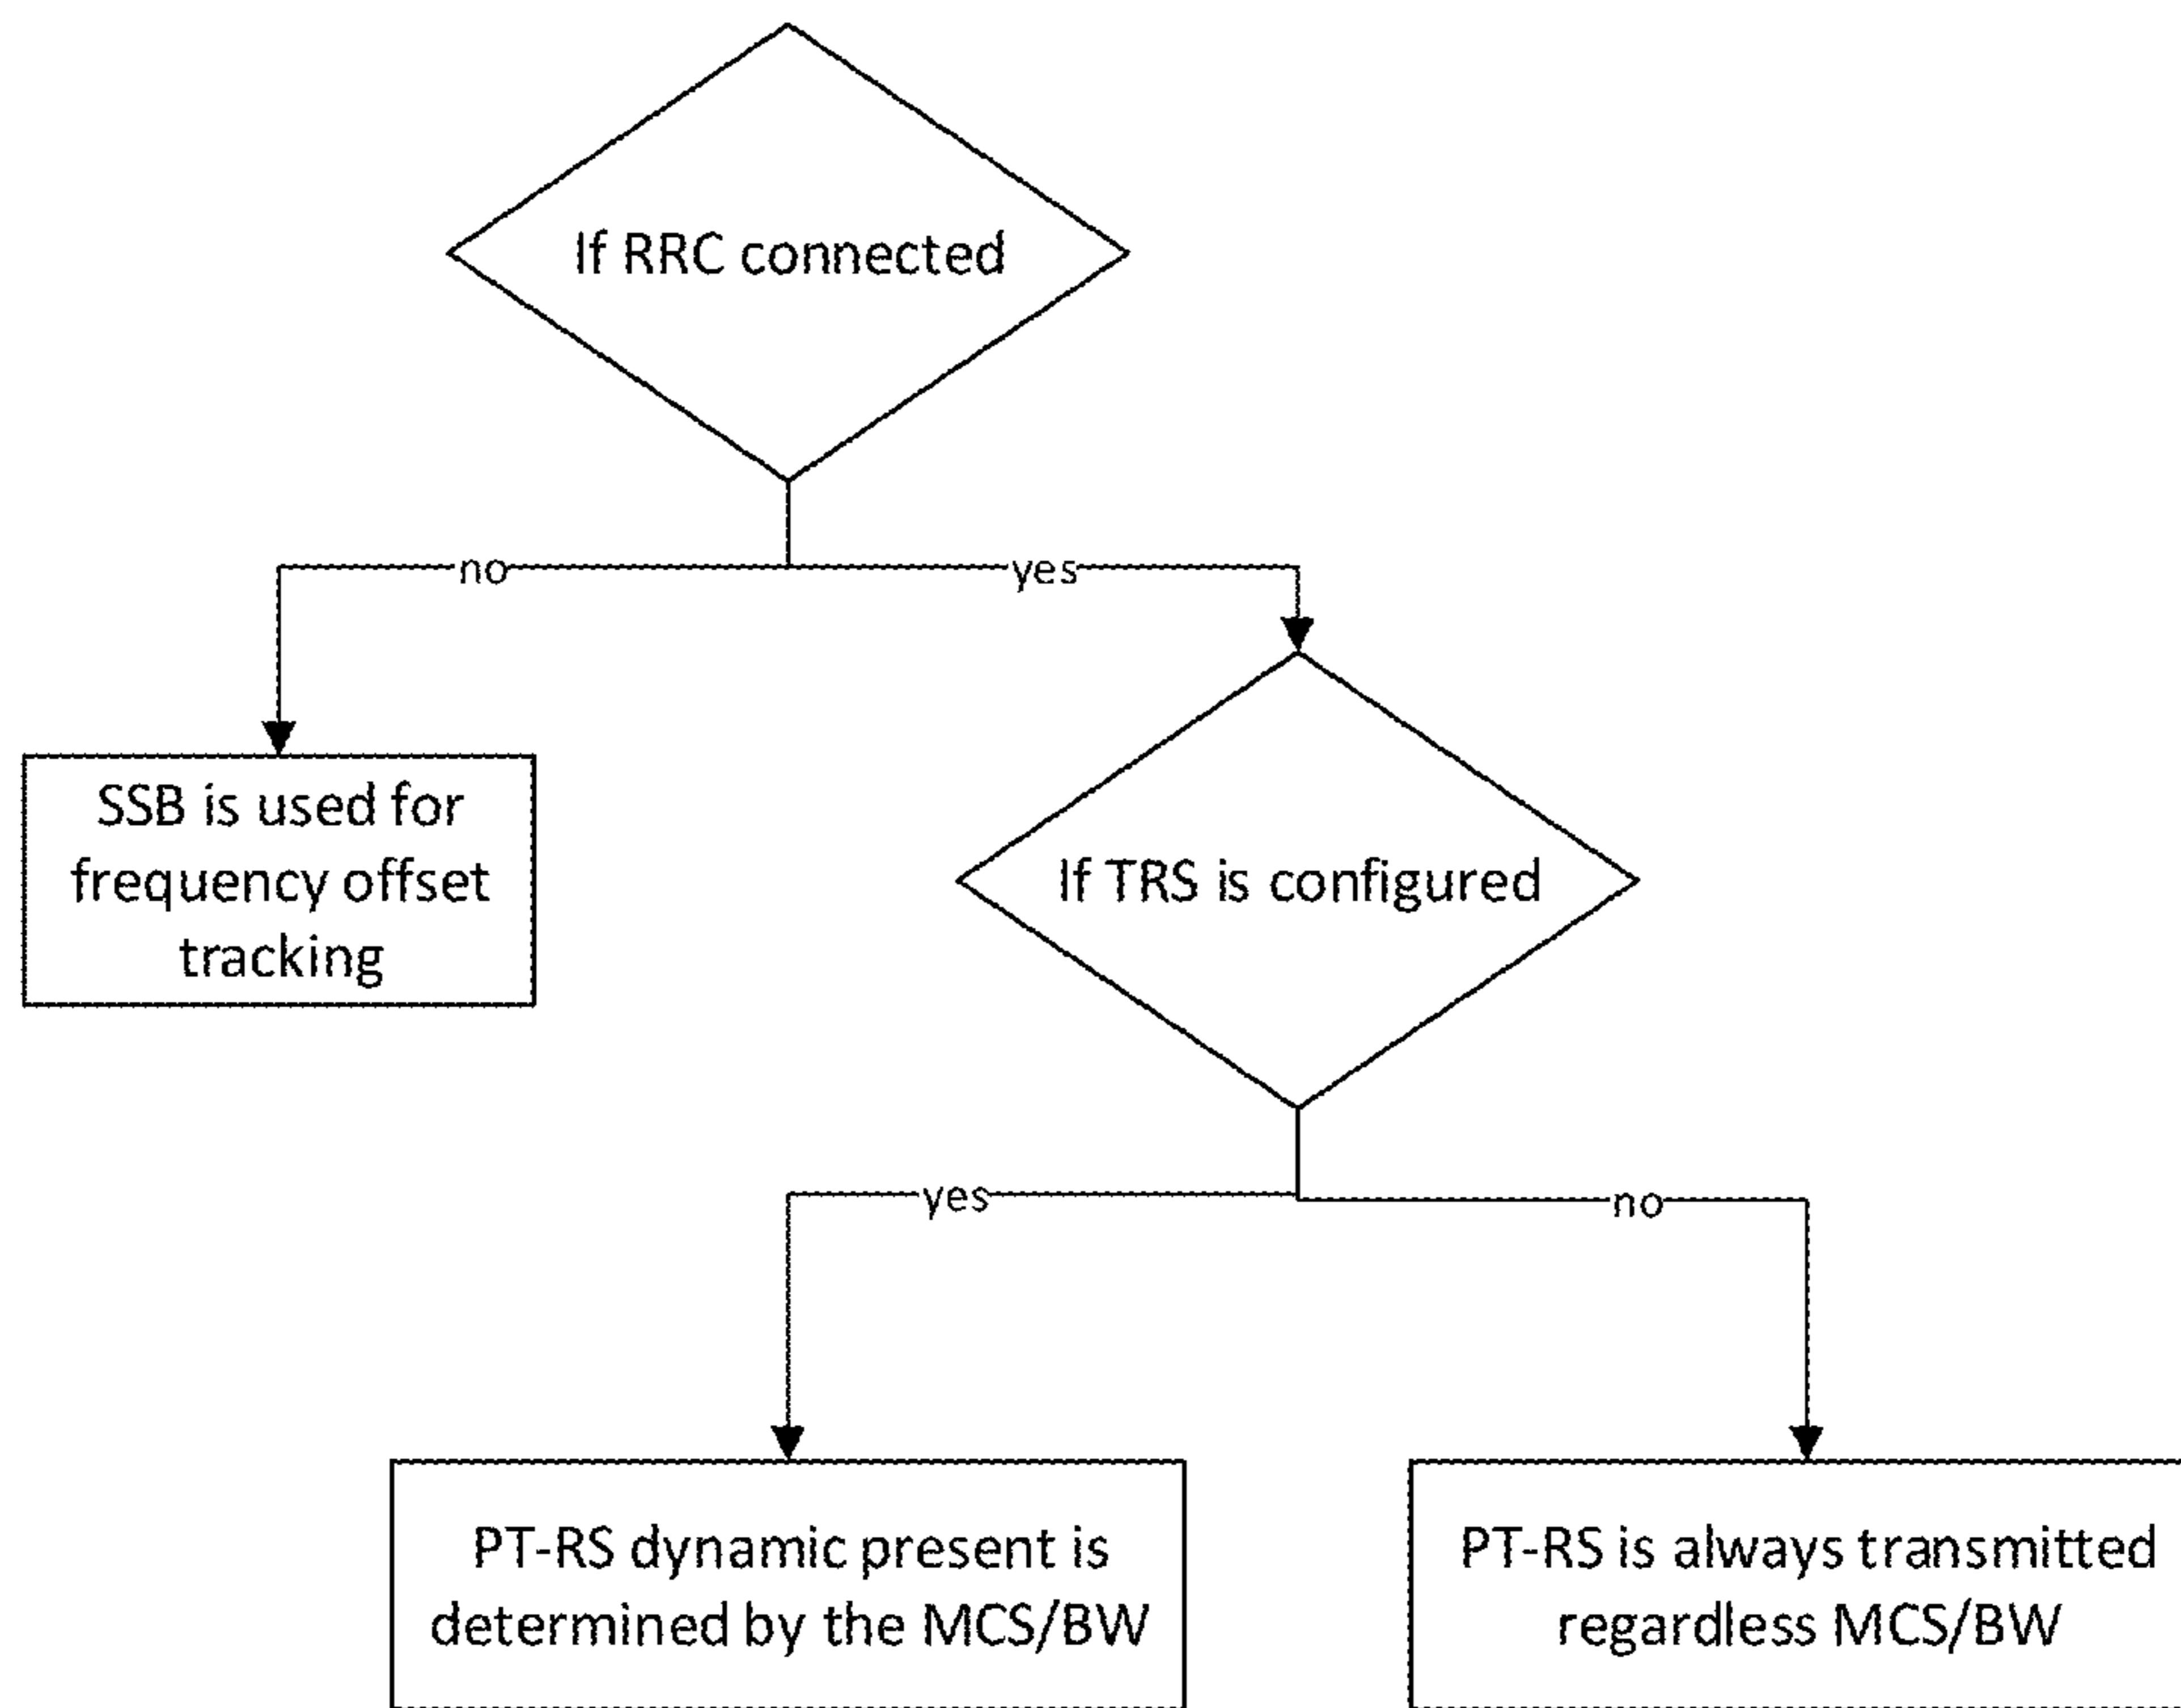 If RRC connected
no
yes
SSB is used for
frequency offset
tracking
If TRS is configured
yes
no
PT-RS dynamic present is
determined by the MCS/BW
PT-RS is always transmitted
regardless MCS/BW